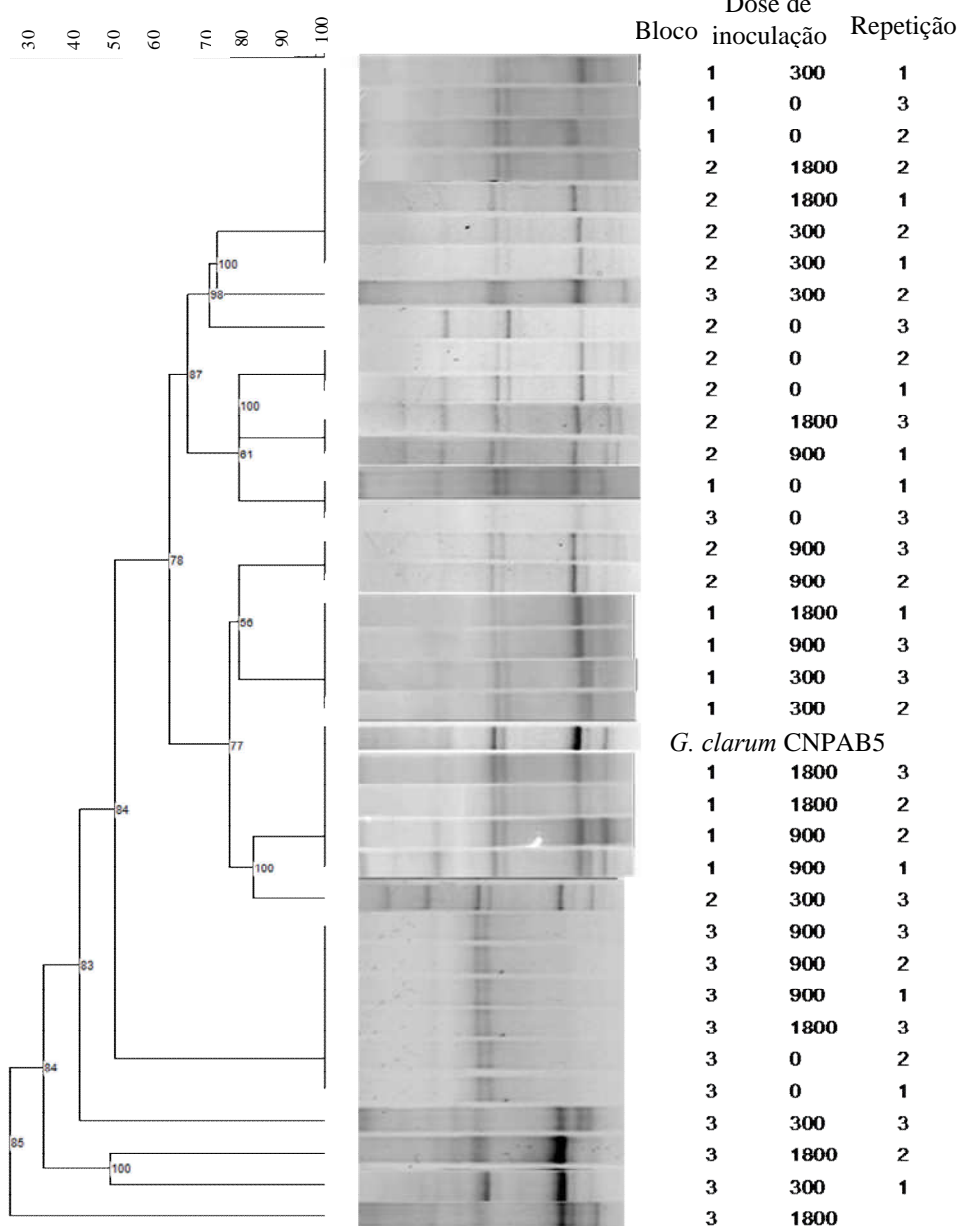 30 40 50 60 70 80 90 100
Bloco Dose de inoculação Repetição
1 300 1
1 0 3
1 0 2
2 1800 2
2 1800 1
2 300 2
2 300 1
3 300 2
2 0 3
2 0 2
2 0 1
2 1800 3
2 900 1
1 0 1
3 0 3
2 900 3
2 900 2
1 1800 1
1 900 3
1 300 3
1 300 2
G. clarum CNPAB5
1 1800 3
1 1800 2
1 900 2
1 900 1
2 300 3
3 900 3
3 900 2
3 900 1
3 1800 3
3 0 2
3 0 1
3 300 3
3 1800 2
3 300 1
3 1800
100
98
87
100
61
78
56
77
84
100
83
84
85
100